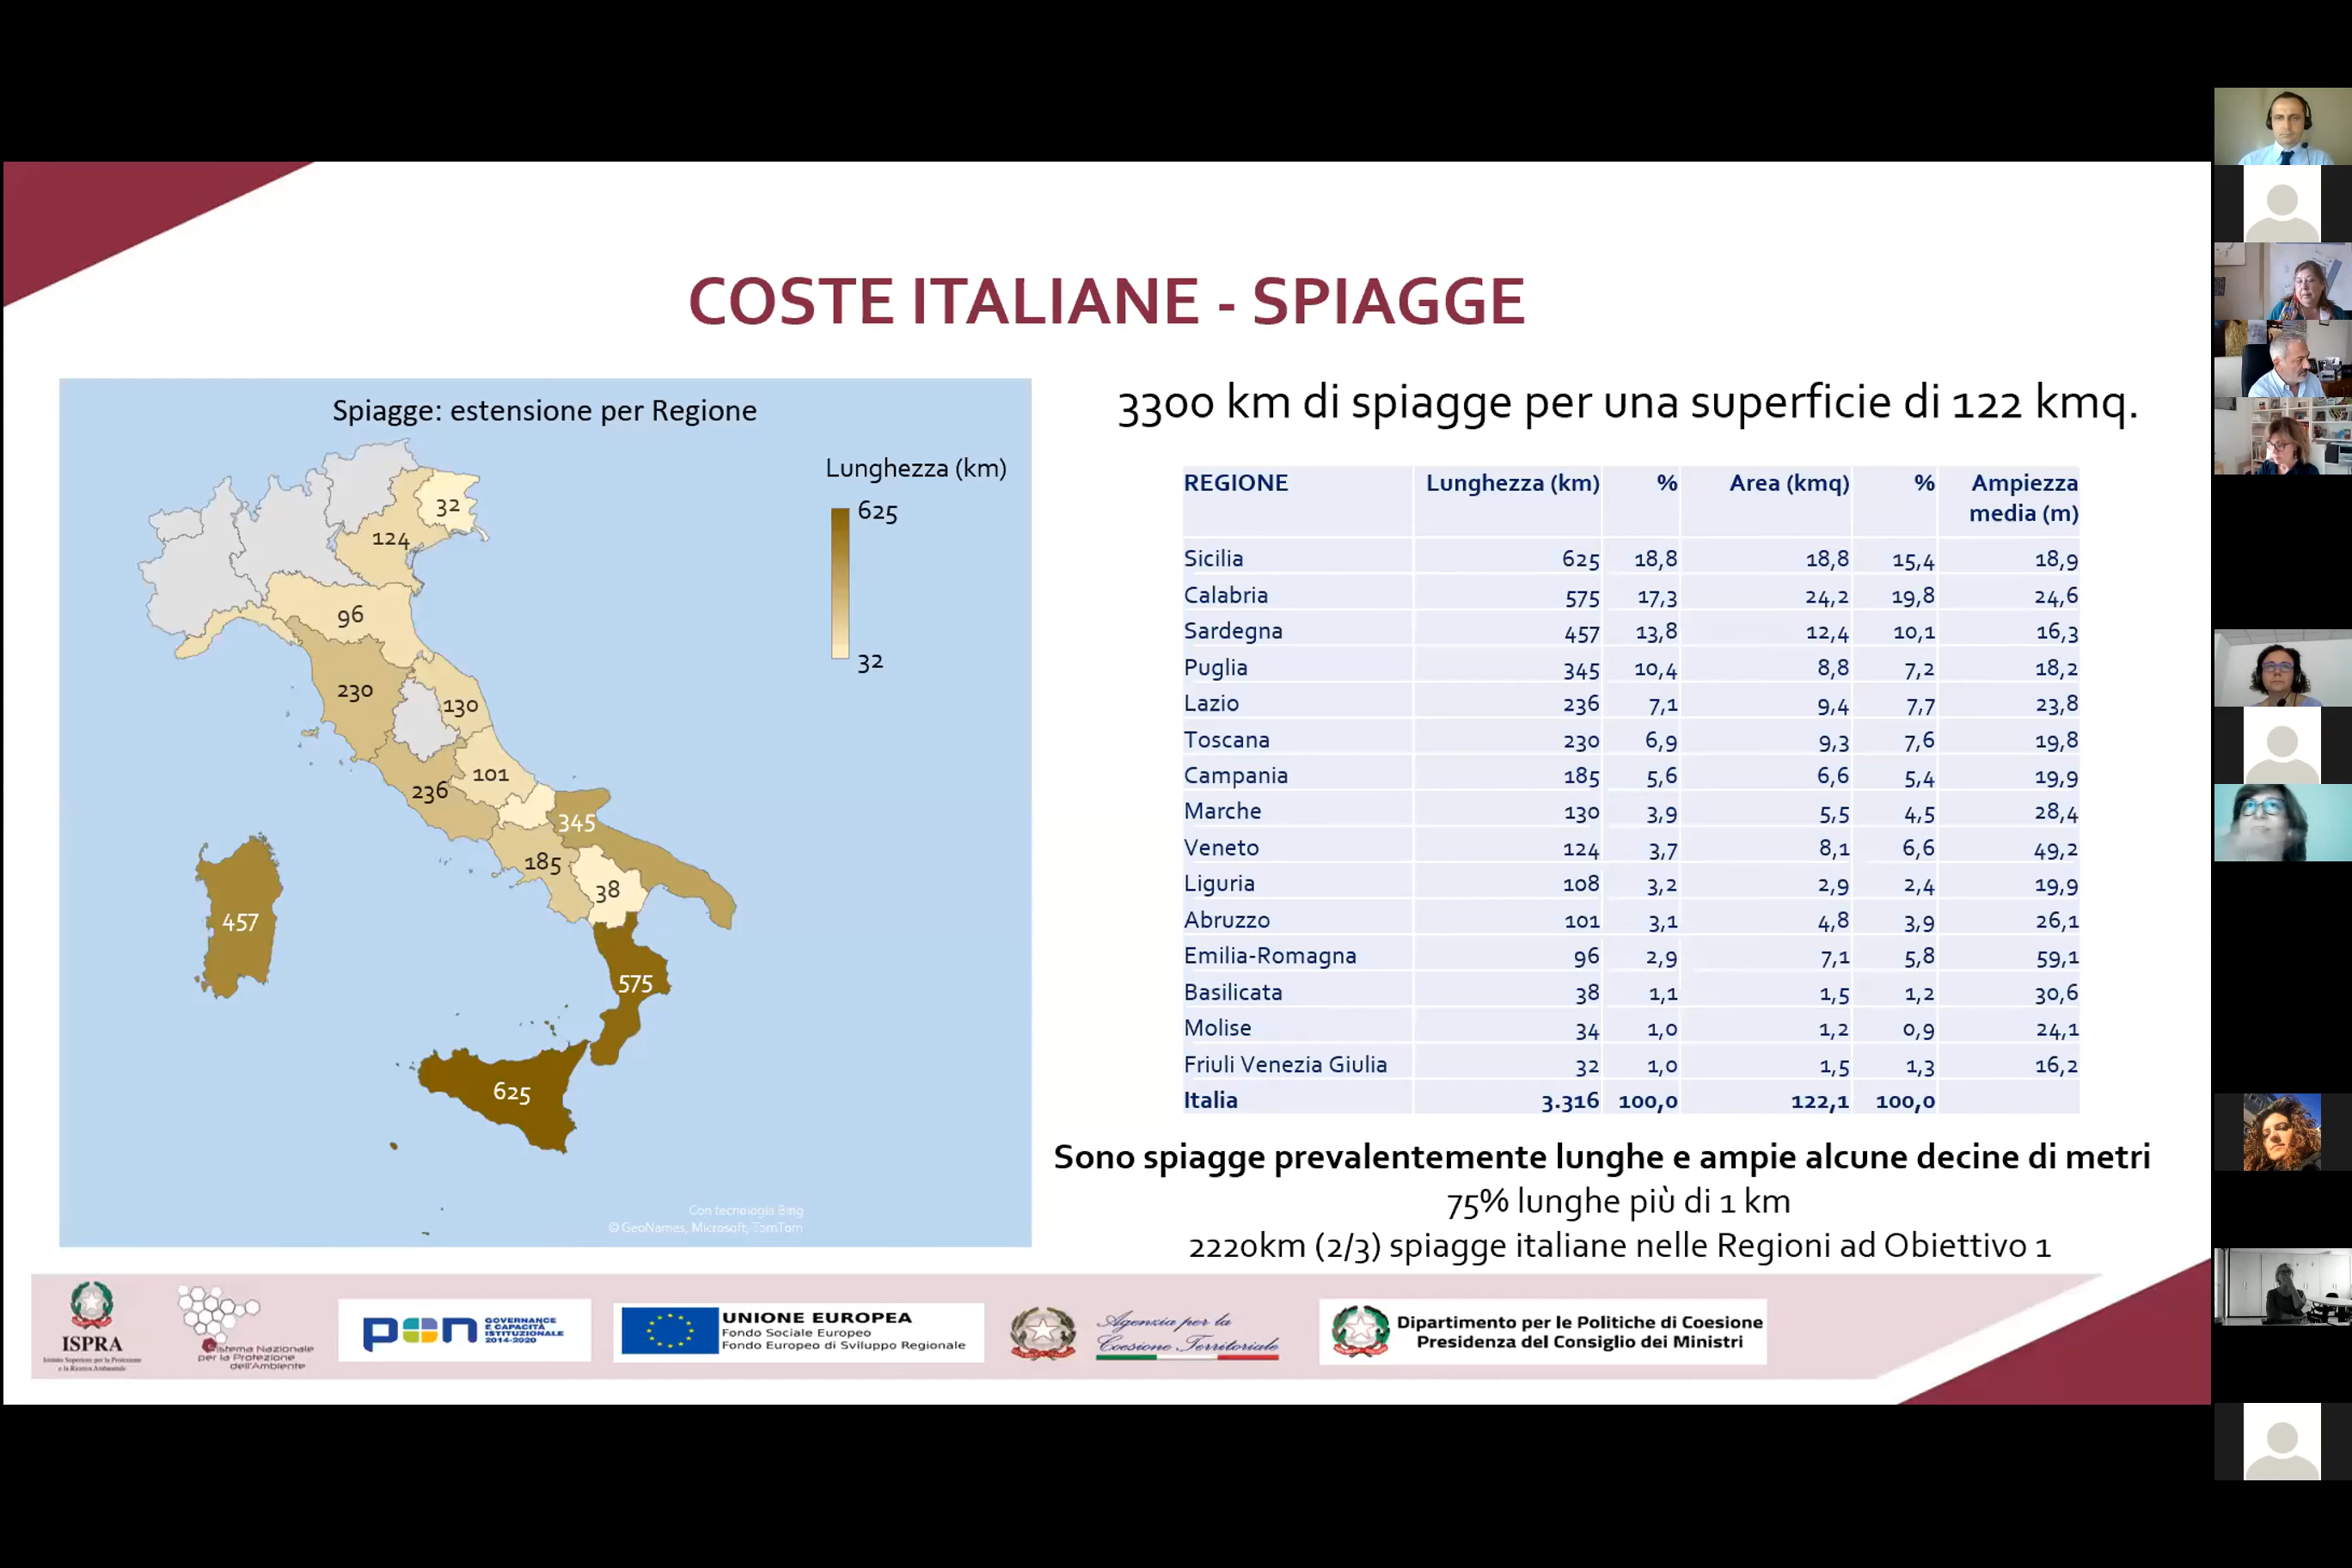 COSTE ITALIANE - SPIAGGE
Spiagge: estensione per Regione
Lunghezza (km)
625
32
32
124
96
230
130
101
236
345
185
38
457
575
625
Con tecnologia Bing
© GeoNames, Microsoft, TomTom
3300 km di spiagge per una superficie di 122 kmq.
REGIONE Lunghezza (km) % Area (kmq) % Ampiezza media (m)
Sicilia 625 18,8 18,8 15,4 18,9
Calabria 575 17,3 24,2 19,8 24,6
Sardegna 457 13,8 12,4 10,1 16,3
Puglia 345 10,4 8,8 7,2 18,2
Lazio 236 7,1 9,4 7,7 23,8
Toscana 230 6,9 9,3 7,6 19,8
Campania 185 5,6 6,6 5,4 19,9
Marche 130 3,9 5,5 4,5 28,4
Veneto 124 3,7 8,1 6,6 49,2
Liguria 108 3,2 2,9 2,4 19,9
Abruzzo 101 3,1 4,8 3,9 26,1
Emilia-Romagna 96 2,9 7,1 5,8 59,1
Basilicata 38 1,1 1,5 1,2 30,6
Molise 34 1,0 1,2 0,9 24,1
Friuli Venezia Giulia 32 1,0 1,5 1,3 16,2
Italia 3.316 100,0 122,1 100,0
Sono spiagge prevalentemente lunghe e ampie alcune decine di metri
75% lunghe più di 1 km
2220km (2/3) spiagge italiane nelle Regioni ad Obiettivo 1
ISPRA
Istituto Superiore per la Protezione
e la Ricerca Ambientale
Sistema Nazionale
per la Protezione
dell'Ambiente
pon
GOVERNANCE
E CAPACITÀ
ISTITUZIONALE
2014-2020
UNIONE EUROPEA
Fondo Sociale Europeo
Fondo Europeo di Sviluppo Regionale
Agenzia per la
Coesione Territoriale
Dipartimento per le Politiche di Coesione
Presidenza del Consiglio dei Ministri